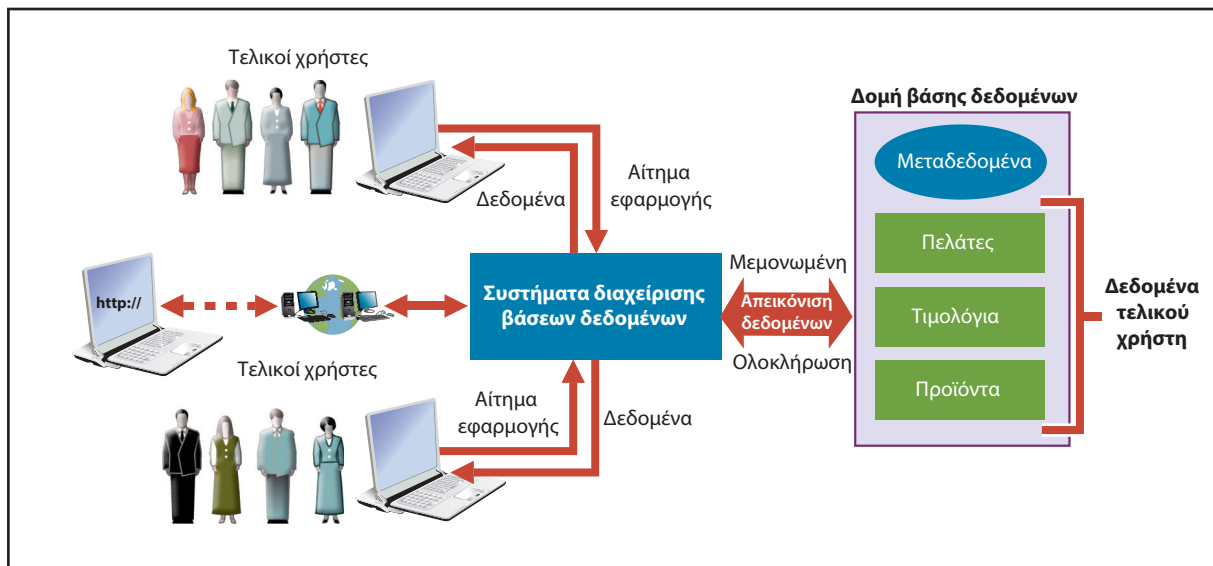 Τελικοί χρήστες
Δομή βάσης δεδομένων
Μεταδεδομένα
Αίτημα
εφαρμογής
Δεδομένα
Πελάτες
Μεμονωμένη
http://
Συστήματα διαχείρισης
βάσεων δεδομένων
Απεικόνιση
δεδομένων
Ολοκλήρωση
Τιμολόγια
Δεδομένα
τελικού
χρήστη
Προϊόντα
Τελικοί χρήστες
Αίτημα
εφαρμογής
Δεδομένα